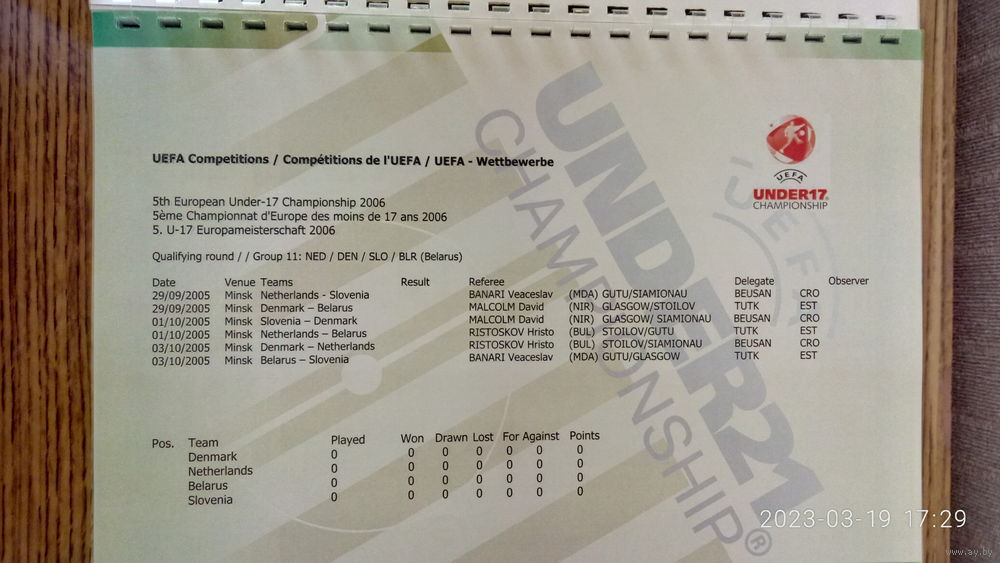 UEFA Competitions / Compétitions de l'UEFA / UEFA - Wettbewerbe
UEFA
UNDER17
CHAMPIONSHIP
5th European Under-17 Championship 2006
5ème Championnat d'Europe des moins de 17 ans 2006
5. U-17 Europameisterschaft 2006
Qualifying round / / Group 11: NED / DEN / SLO / BLR (Belarus)
Date Venue Teams Result Referee Delegate Observer
29/09/2005 Minsk Netherlands - Slovenia BANARI Veaceslav (MDA) GUTU/SIAMIONAU BEUSAN CRO
29/09/2005 Minsk Denmark – Belarus MALCOLM David (NIR) GLASGOW/STOILOV TUTK EST
01/10/2005 Minsk Slovenia – Denmark MALCOLM David (NIR) GLASGOW/ SIAMIONAU BEUSAN CRO
01/10/2005 Minsk Netherlands – Belarus RISTOSKOV Hristo (BUL) STOILOV/GUTU TUTK EST
03/10/2005 Minsk Denmark – Netherlands RISTOSKOV Hristo (BUL) STOILOV/SIAMIONAU BEUSAN CRO
03/10/2005 Minsk Belarus – Slovenia BANARI Veaceslav (MDA) GUTU/GLASGOW TUTK EST
Pos. Team Played Won Drawn Lost For Against Points
Denmark 0 0 0 0 0 0 0
Netherlands 0 0 0 0 0 0 0
Belarus 0 0 0 0 0 0 0
Slovenia 0 0 0 0 0 0 0
UEFA
UNDER21
CHAMPIONSHIP®
2023-03-19 17:29
www.ay.by